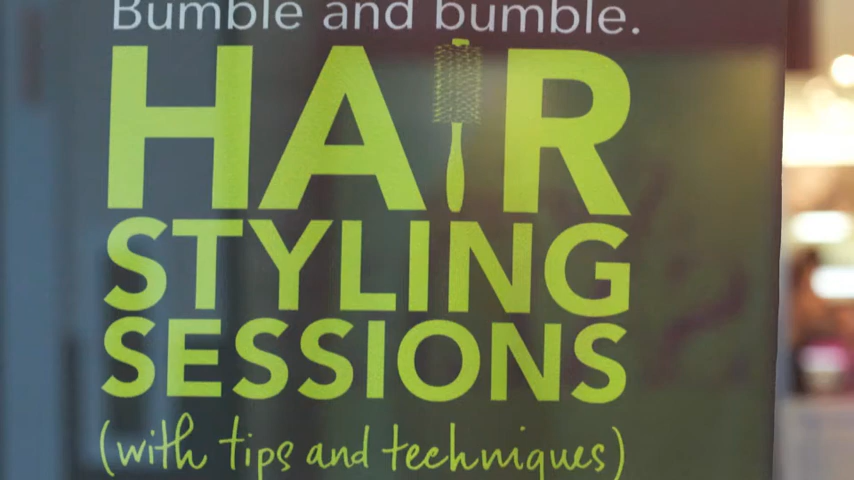 Bumble and bumble.
HAIR
STYLING
SESSIONS
(with tips and techniques)